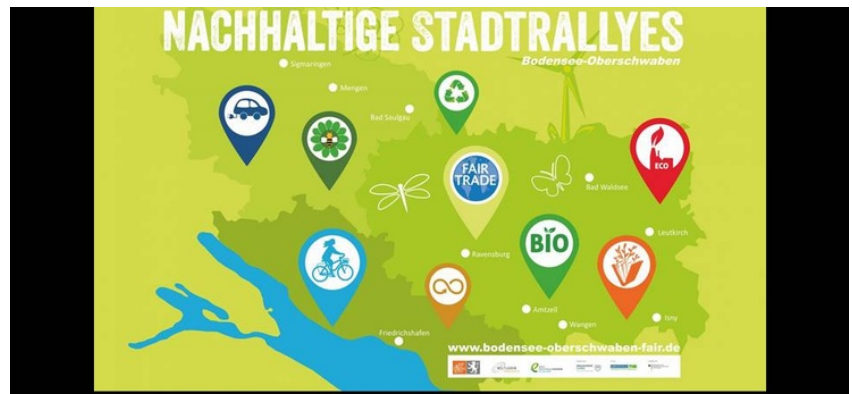 NACHHALTIGE STADTRALLYES
Bodensee-Oberschwaben
Sigmaringen
Mengen
Bad Saulgau
FAIR
TRADE
ECO
Bad Waldsee
BIO
Leutkirch
Ravensburg
Amtzell
Isny
Wangen
Friedrichshafen
www.bodensee-oberschwaben-fair.de